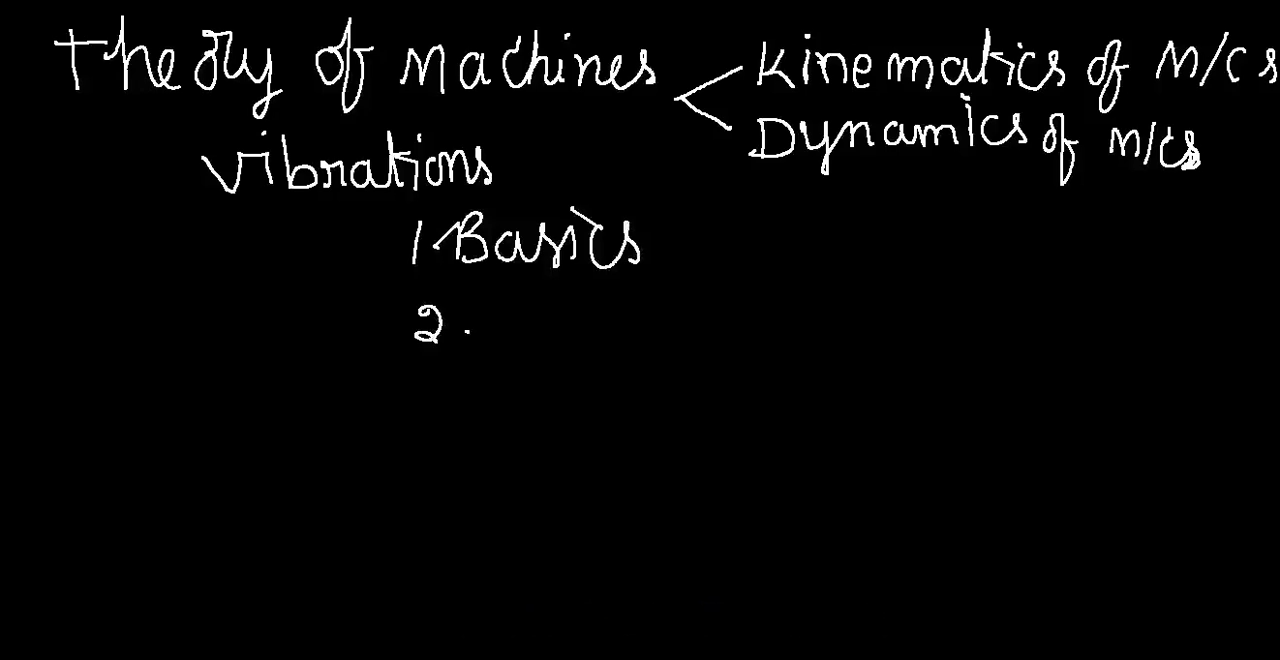 Theory of Machines < Kinematics of M/Cs
Dynamics of M/Cs
Vibrations
1. Basics
2.